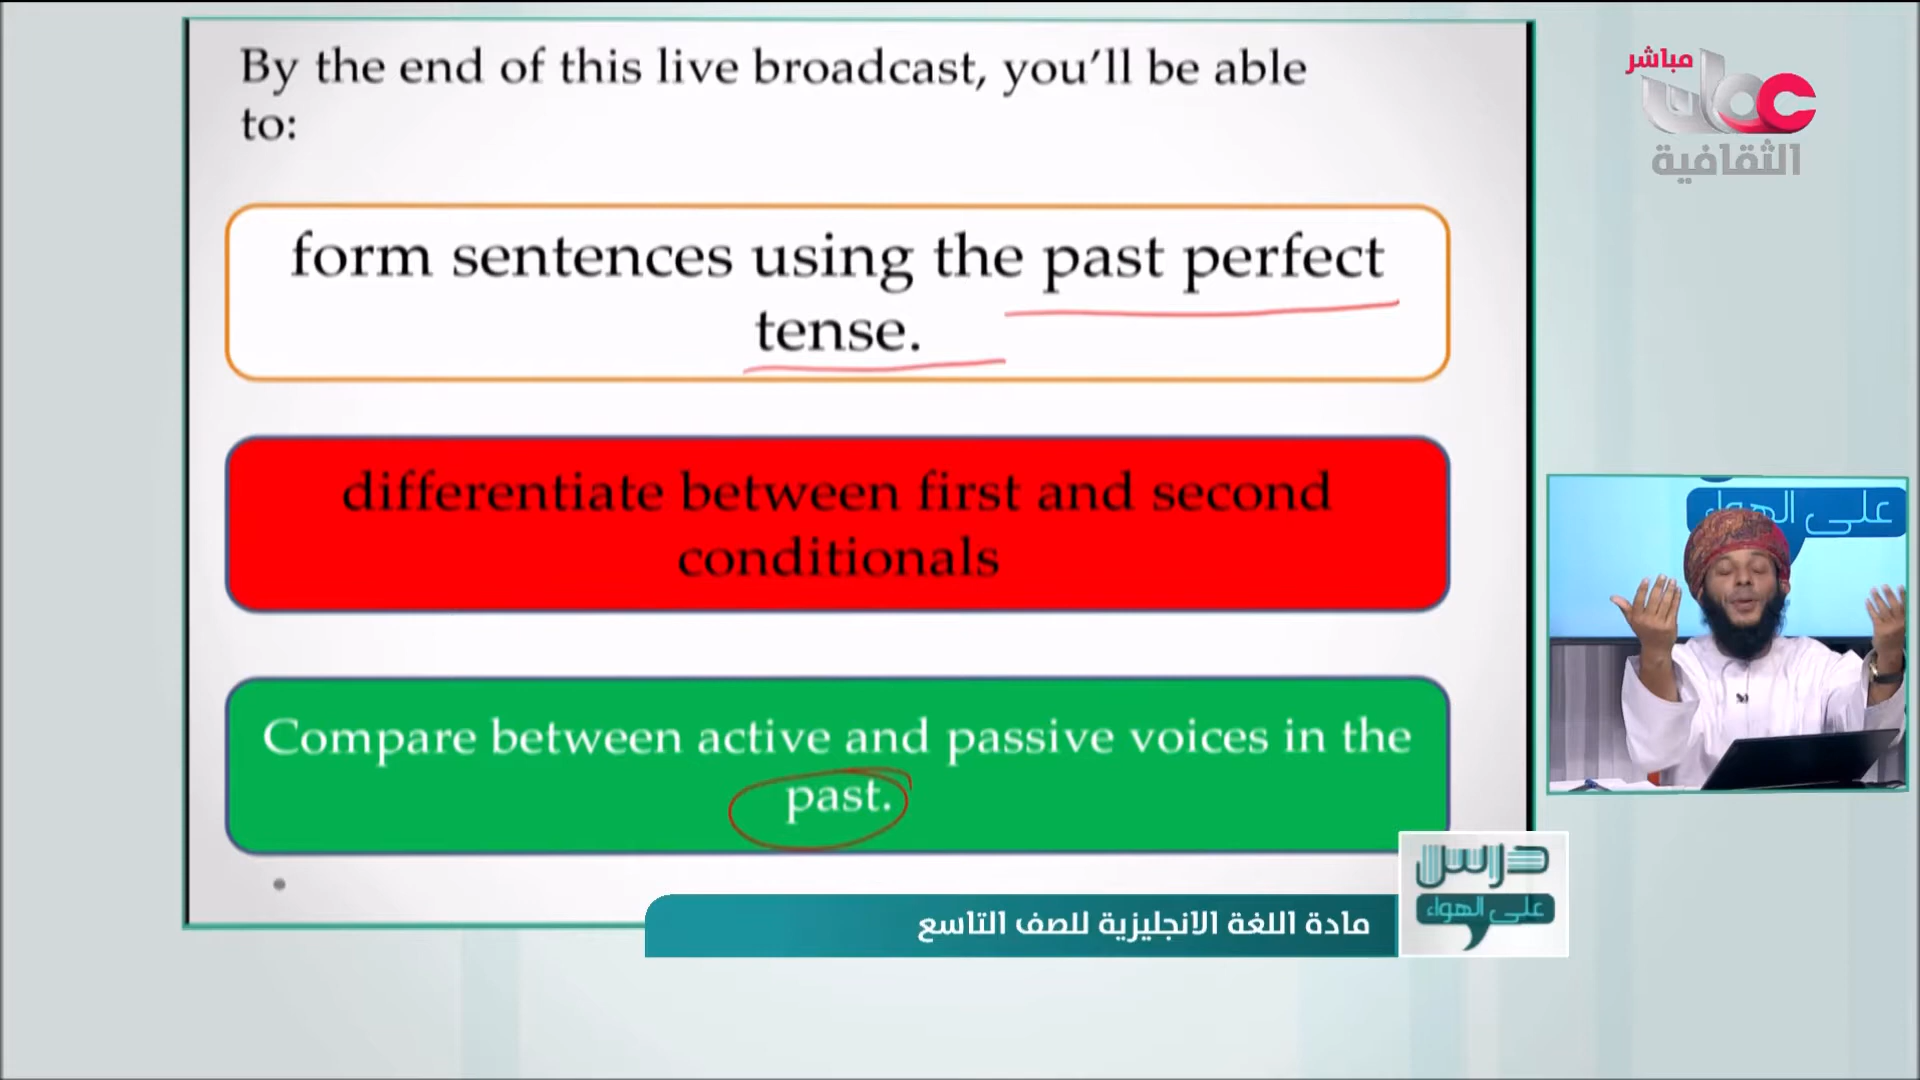 By the end of this live broadcast, you'll be able
to:
form sentences using the past perfect
tense.
differentiate between first and second
conditionals
Compare between active and passive voices in the
past.
مباشر
عمان
الثقافية
على الهواء
درس
على الهواء
مادة اللغة الانجليزية للصف التاسع